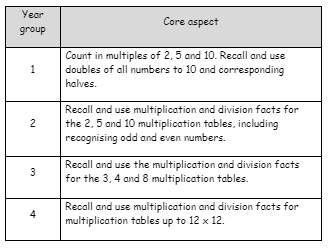 Year
group
Core aspect
1
Count in multiples of 2, 5 and 10. Recall and use
doubles of all numbers to 10 and corresponding
halves.
2
Recall and use multiplication and division facts for
the 2, 5 and 10 multiplication tables, including
recognising odd and even numbers.
3
Recall and use the multiplication and division facts
for the 3, 4 and 8 multiplication tables.
4
Recall and use multiplication and division facts for
multiplication tables up to 12 × 12.